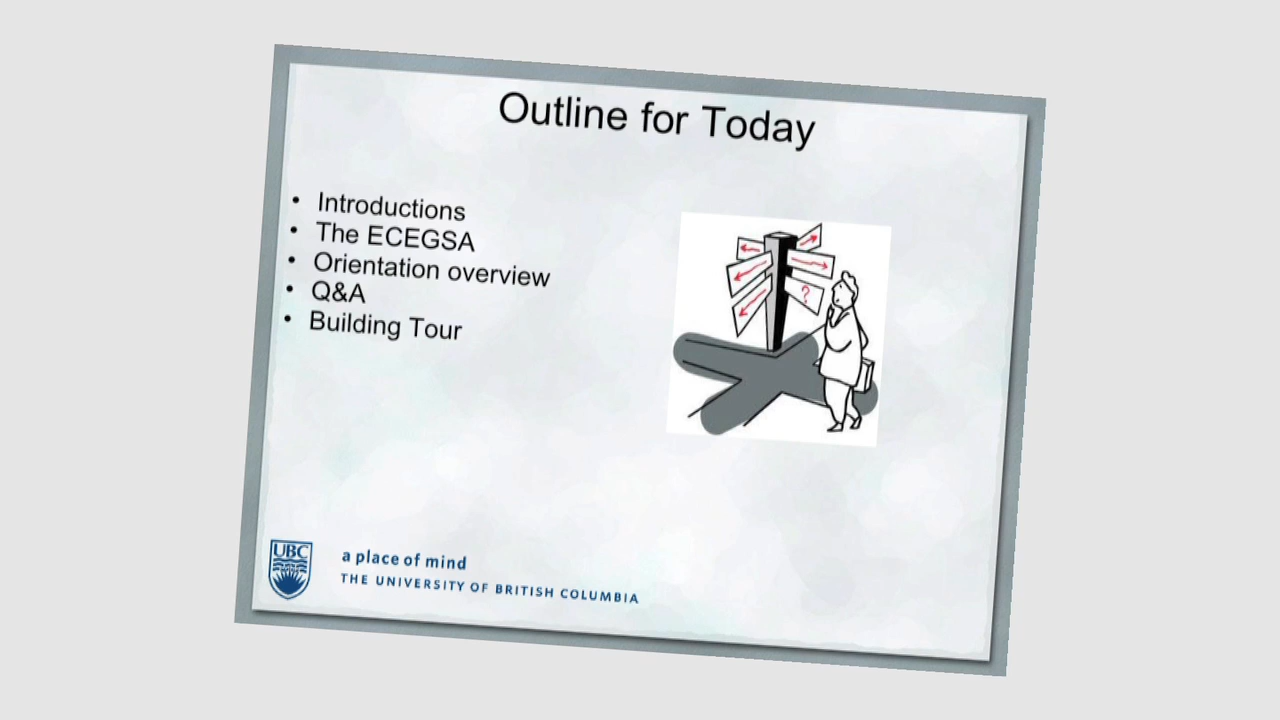 Outline for Today
• Introductions
• The ECEGSA
• Orientation overview
• Q&A
• Building Tour
?
UBC
a place of mind
THE UNIVERSITY OF BRITISH COLUMBIA